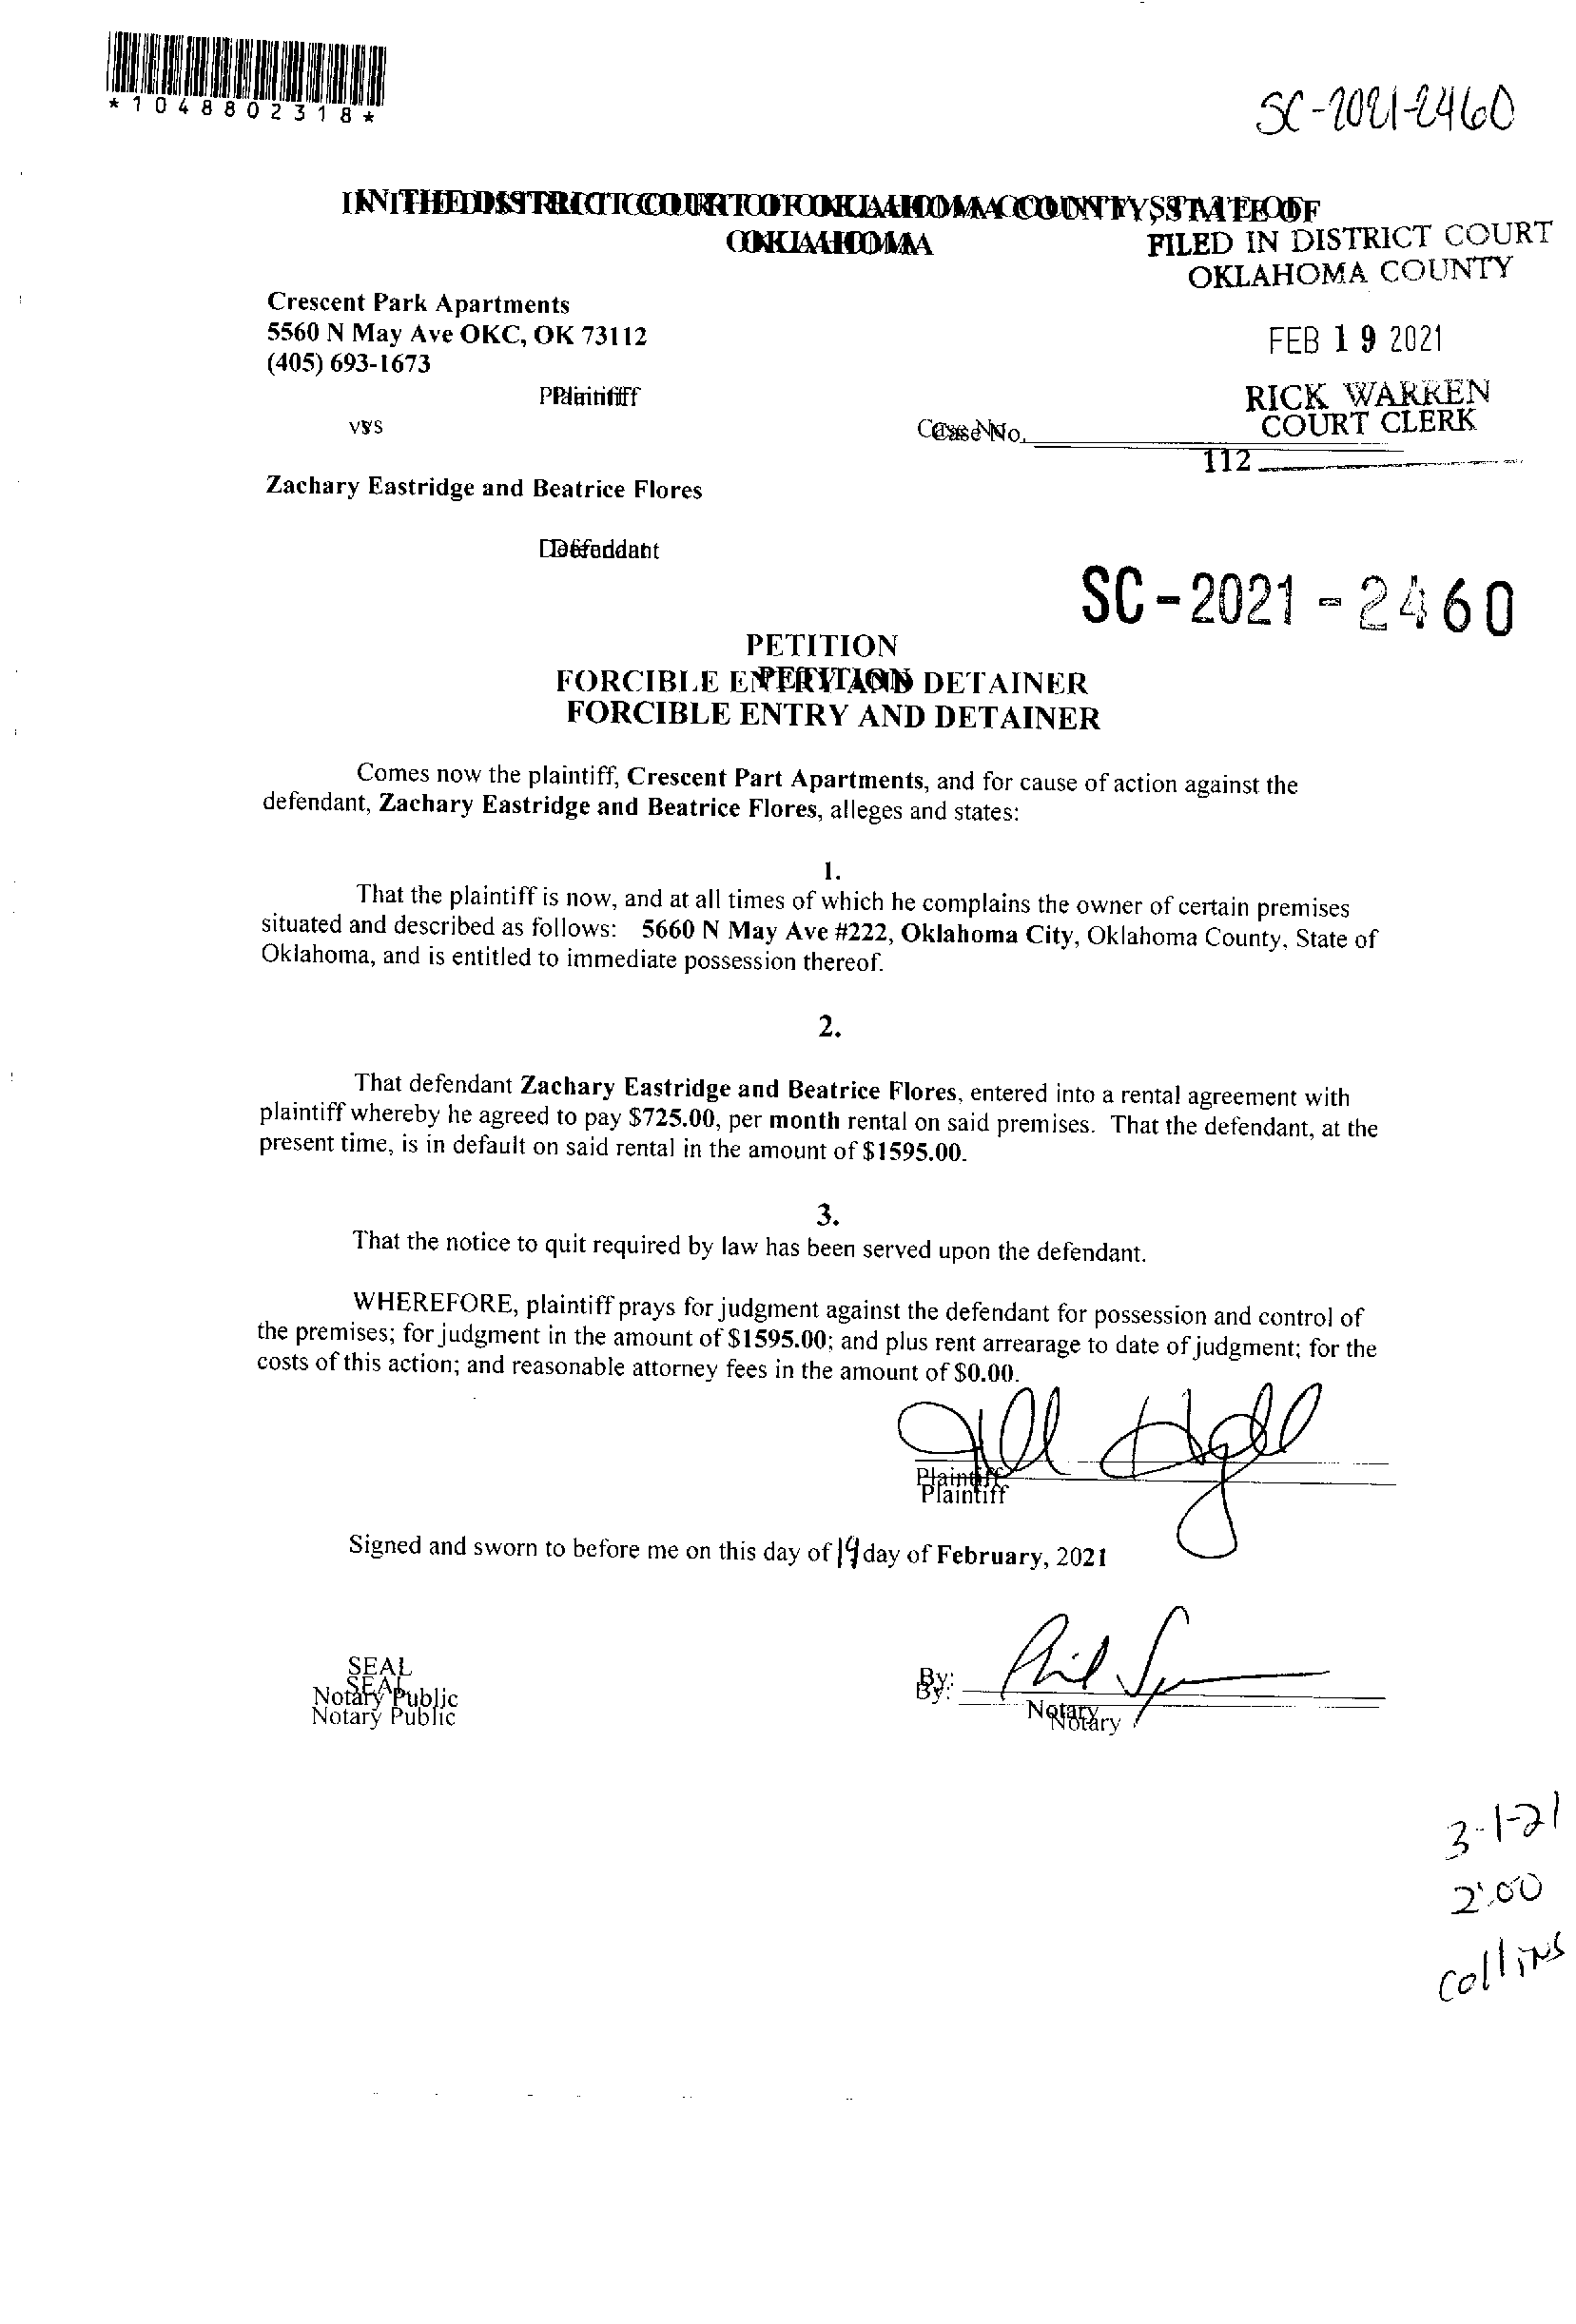 *1048802318*
SC-2021-2460
IN THE DISTRICT COURT OF OKLAHOMA COUNTY, STATE OF
OKLAHOMA
FILED IN DISTRICT COURT
OKLAHOMA COUNTY
Crescent Park Apartments
5560 N May Ave OKC, OK 73112
(405) 693-1673
FEB 19 2021
Plaintiff
RICK WARREN
COURT CLERK
vs
Case No.
112
Zachary Eastridge and Beatrice Flores
Defendant
SC-2021-2460
PETITION
FORCIBLE ENTRY AND DETAINER
PETITION
FORCIBLE ENTRY AND DETAINER
Comes now the plaintiff, Crescent Part Apartments, and for cause of action against the
defendant, Zachary Eastridge and Beatrice Flores, alleges and states:
1.
That the plaintiff is now, and at all times of which he complains the owner of certain premises
situated and described as follows: 5660 N May Ave #222, Oklahoma City, Oklahoma County, State of
Oklahoma, and is entitled to immediate possession thereof.
2.
That defendant Zachary Eastridge and Beatrice Flores, entered into a rental agreement with
plaintiff whereby he agreed to pay $725.00, per month rental on said premises. That the defendant, at the
present time, is in default on said rental in the amount of $1595.00.
3.
That the notice to quit required by law has been served upon the defendant.
WHEREFORE, plaintiff prays for judgment against the defendant for possession and control of
the premises; for judgment in the amount of $1595.00; and plus rent arrearage to date of judgment; for the
costs of this action; and reasonable attorney fees in the amount of $0.00.
Plaintiff
Plaintiff
Signed and sworn to before me on this day of 19 day of February, 2021
SEAL
SEAL
Notary Public
Notary Public
By:
By:
Notary
Notary
3-1-21
2:00
Collins